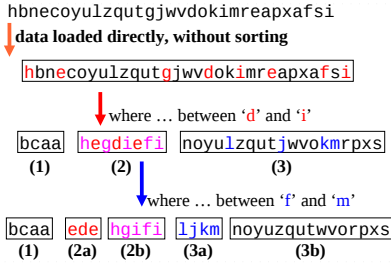 hbnecoyulzqutgjwvdokimreapxafsi
data loaded directly, without sorting
hbnecoyulzqutgjwvdokimreapxafsi
where ... between ‘d’ and ‘i’
bcaa hegdiefi noyulzqutjwvokmrpxs
(1) (2) (3)
where ... between ‘f’ and ‘m’
bcaa ede hgifi ljkm noyuzqutwvorpxs
(1) (2a) (2b) (3a) (3b)